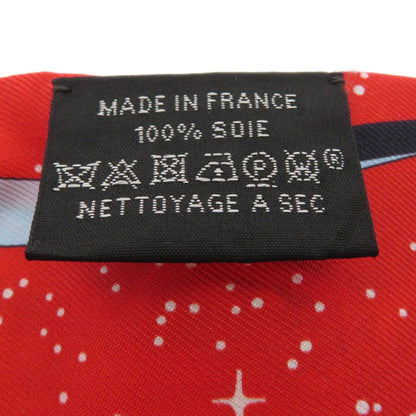 MADE IN FRANCE
100% SOIE
P W®
NETTOYAGE A SEC